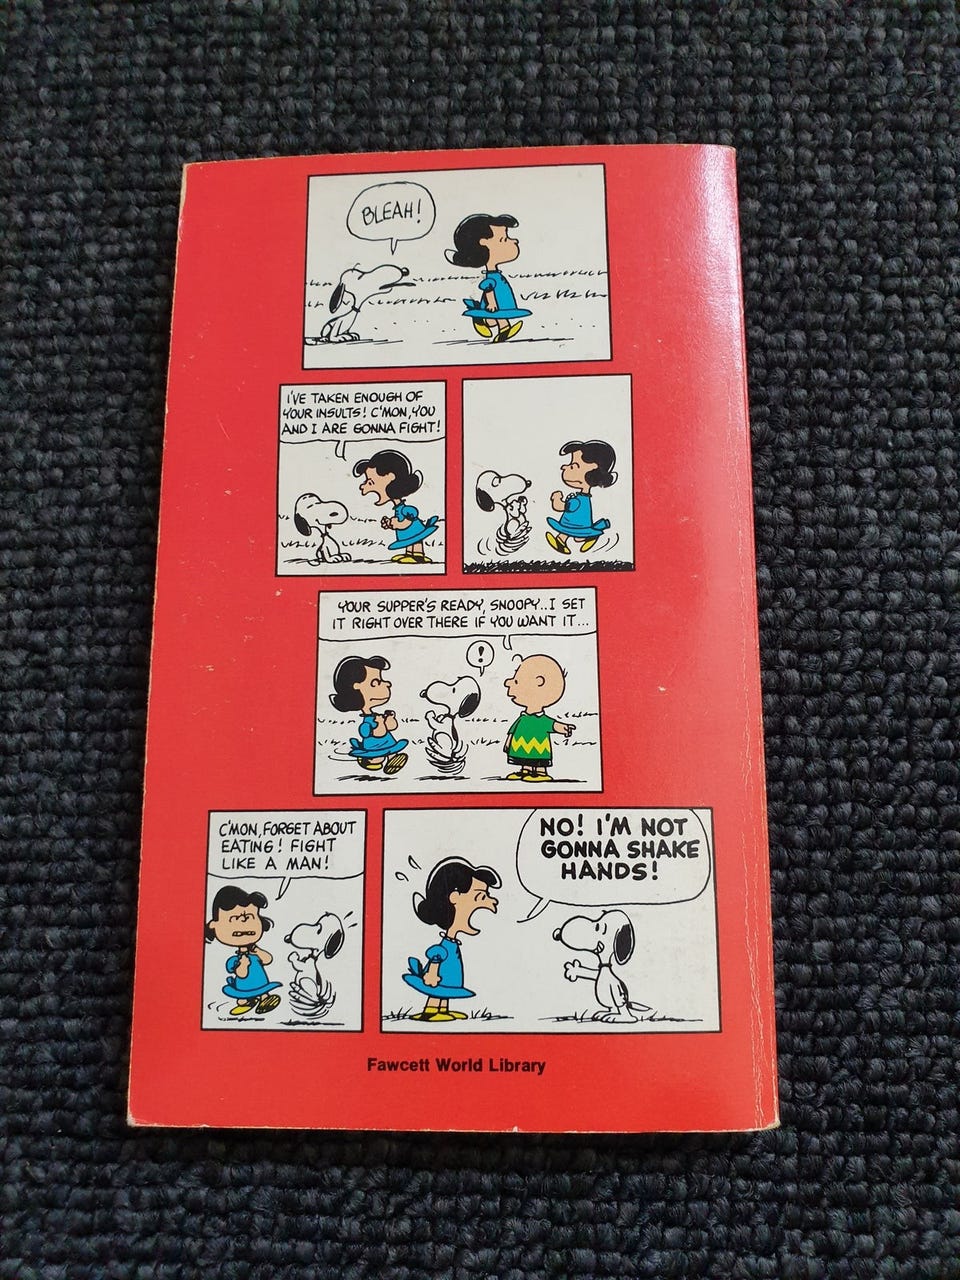 BLEAH!
I'VE TAKEN ENOUGH OF
YOUR INSULTS! C'MON, YOU
AND I ARE GONNA FIGHT!
YOUR SUPPER'S READY, SNOOPY.. I SET
IT RIGHT OVER THERE IF YOU WANT IT...
!
C'MON, FORGET ABOUT
EATING! FIGHT
LIKE A MAN!
NO! I'M NOT
GONNA SHAKE
HANDS!
Fawcett World Library